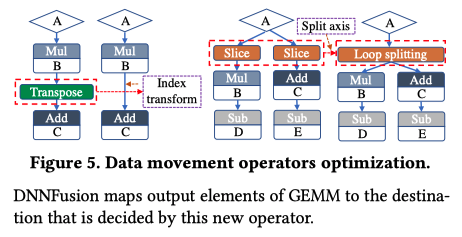 A
A
A
A
Split axis
Mul
B
Mul
B
Slice
Slice
Loop splitting
Transpose
Index
transform
Mul
B
Add
C
Mul
B
Add
C
Add
C
Add
C
Sub
D
Sub
E
Sub
D
Sub
E
Figure 5. Data movement operators optimization.
DNNFusion maps output elements of GEMM to the destina-
tion that is decided by this new operator.